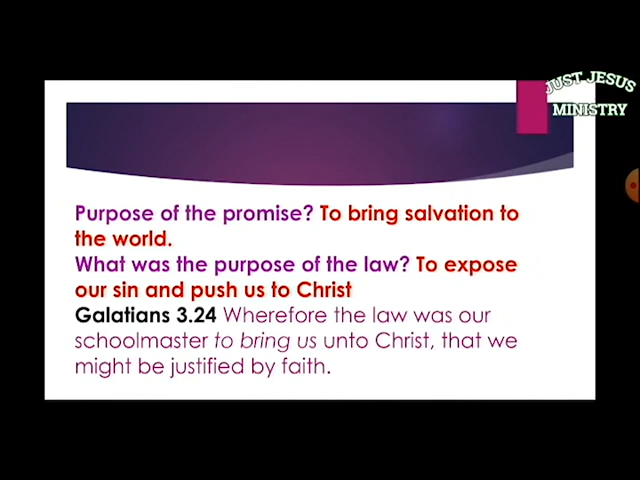 JUST JESUS
MINISTRY
Purpose of the promise? To bring salvation to
the world.
What was the purpose of the law? To expose
our sin and push us to Christ
Galatians 3.24 Wherefore the law was our
schoolmaster to bring us unto Christ, that we
might be justified by faith.